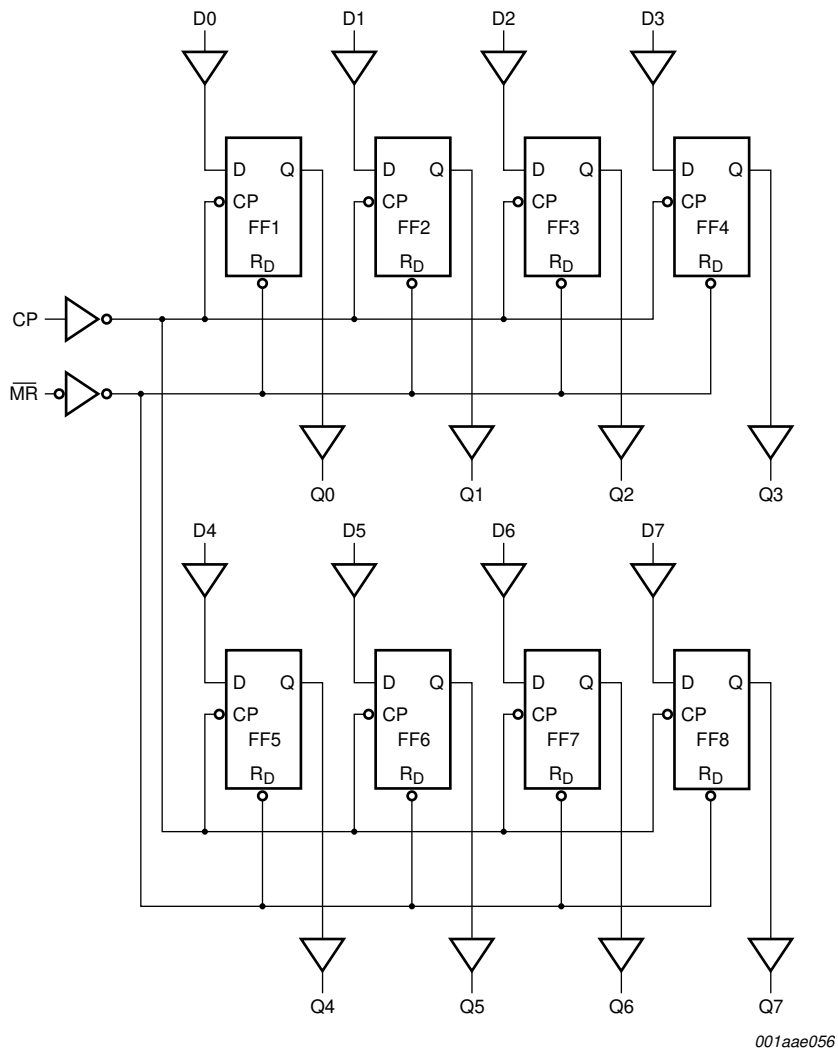 D0 D1 D2 D3
D Q D Q D Q D Q
CP CP CP CP
FF1 FF2 FF3 FF4
RD RD RD RD
CP
MR
Q0 Q1 Q2 Q3
D4 D5 D6 D7
D Q D Q D Q D Q
CP CP CP CP
FF5 FF6 FF7 FF8
RD RD RD RD
Q4 Q5 Q6 Q7
001aae056